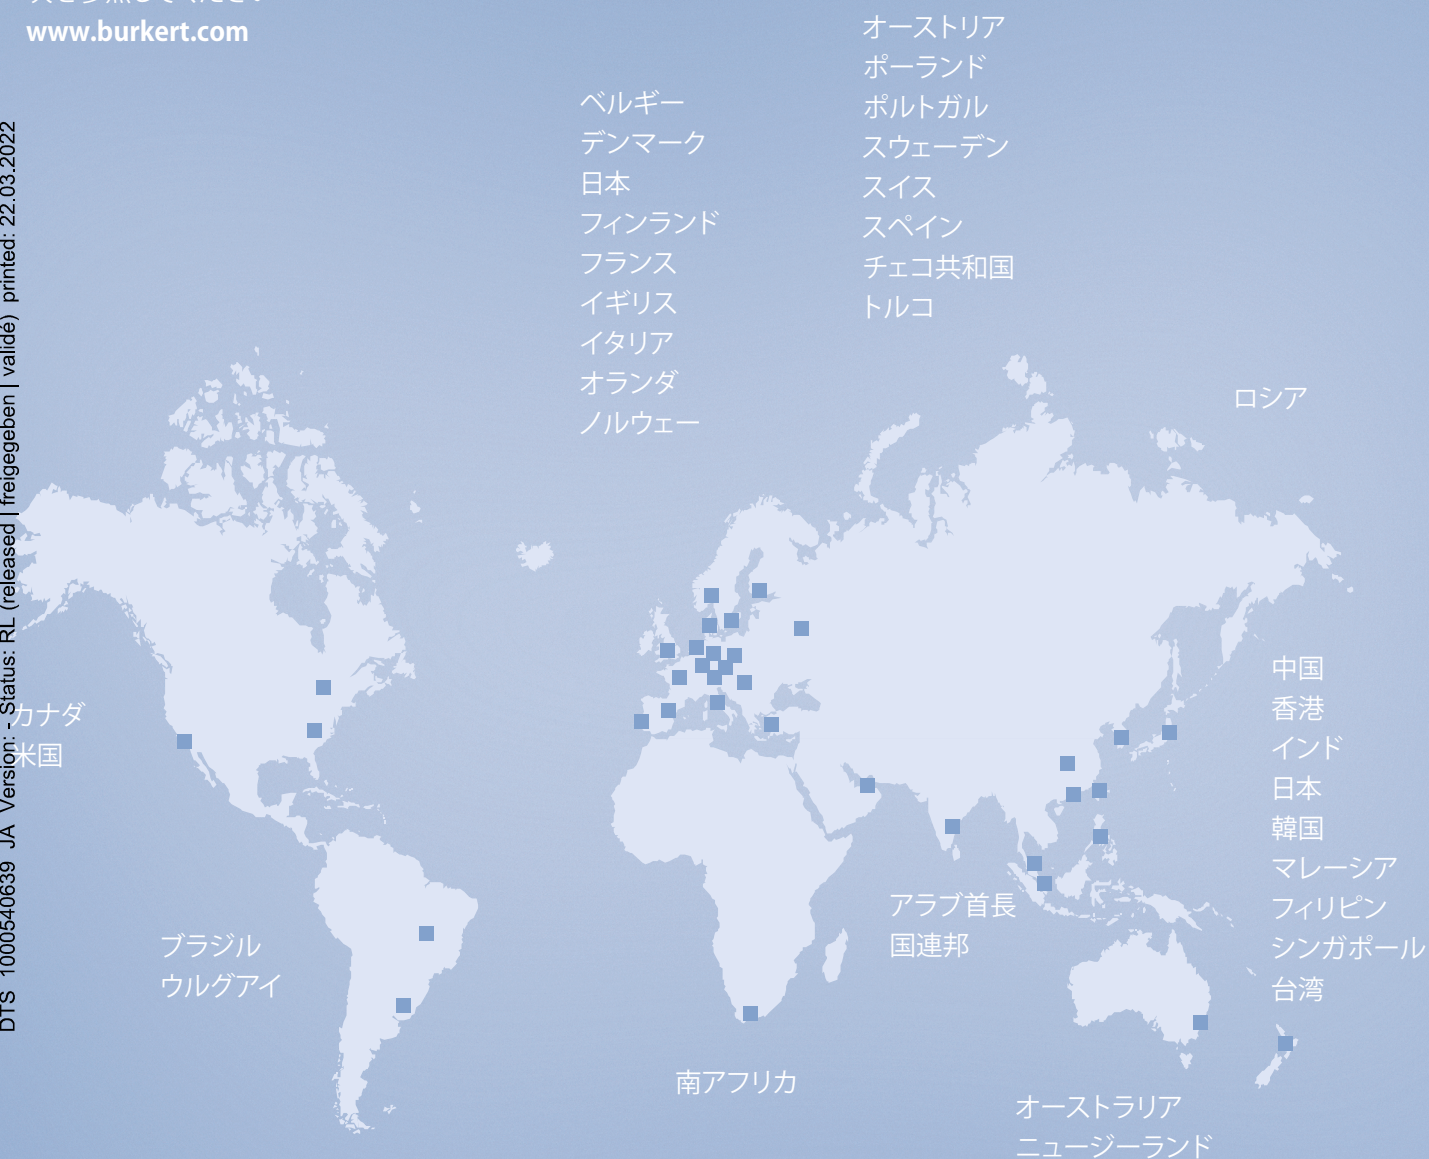 www.burkert.com
オーストリア
ポーランド
ポルトガル
スウェーデン
スイス
スペイン
チェコ共和国
トルコ
ベルギー
デンマーク
日本
フィンランド
フランス
イギリス
イタリア
オランダ
ノルウェー
ロシア
カナダ
米国
中国
香港
インド
日本
韓国
マレーシア
フィリピン
シンガポール
台湾
アラブ首長
国連邦
ブラジル
ウルグアイ
南アフリカ
オーストラリア
ニュージーランド
DTS 1000540639 JA Version: - Status: RL (released | freigegeben | validé) printed: 22.03.2022